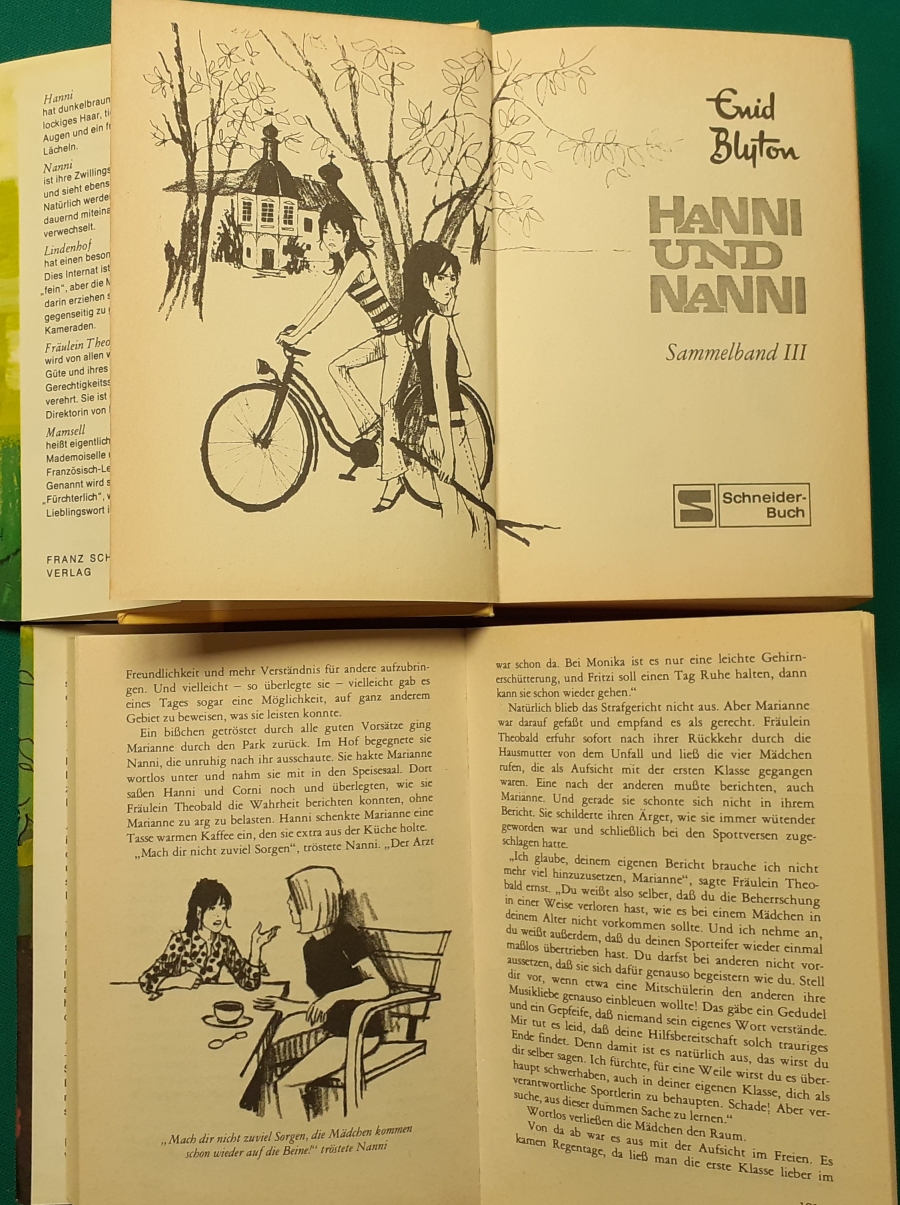 Hanni
hat dunkelbraun
lockiges Haar,
Augen und ein
Lächeln.
Nanni
ist ihre Zwillings
und sieht ebens
Natürlich werde
dauernd miteina
verwechselt.
Lindenhof
hat einen beson
Dies Internat ist
„fein“, aber die M
darin erziehen s
gegenseitig zu
Kameraden.
Fräulein Theo
wird von allen w
Güte und ihres
Gerechtigkeitss
verehrt. Sie ist
Direktorin von
Mamsell
heißt eigentlich
Mademoiselle
Französisch-Le
Genannt wird s
„Fürchterlich“, w
Lieblingswort i
FRANZ SCH
VERLAG
Enid
Blyton
HANNI
UND
NANNI
Sammelband III
Schneider-
Buch
Freundlichkeit und mehr Verständnis für andere aufzubrin-
gen. Und vielleicht – so überlegte sie – vielleicht gab es
eines Tages sogar eine Möglichkeit, auf ganz anderem
Gebiet zu beweisen, was sie leisten konnte.
Ein bißchen getröstet durch alle guten Vorsätze ging
Marianne durch den Park zurück. Im Hof begegnete sie
Nanni, die unruhig nach ihr ausschaute. Sie hakte Marianne
wortlos unter und nahm sie mit in den Speisesaal. Dort
saßen Hanni und Corni noch und überlegten, wie sie
Fräulein Theobald die Wahrheit berichten konnten, ohne
Marianne zu arg zu belasten. Hanni schenkte Marianne eine
Tasse warmen Kaffee ein, den sie extra aus der Küche holte.
„Mach dir nicht zuviel Sorgen“, tröstete Nanni. „Der Arzt
„Mach dir nicht zuviel Sorgen, die Mädchen kommen
schon wieder auf die Beine!“ tröstete Nanni
war schon da. Bei Monika ist es nur eine leichte Gehirn-
erschütterung, und Fritzi soll einen Tag Ruhe halten, dann
kann sie schon wieder gehen.“
Natürlich blieb das Strafgericht nicht aus. Aber Marianne
war darauf gefaßt und empfand es als gerecht. Fräulein
Theobald erfuhr sofort nach ihrer Rückkehr durch die
Hausmutter von dem Unfall und ließ die vier Mädchen
rufen, die als Aufsicht mit der ersten Klasse gegangen
waren. Eine nach der anderen mußte berichten, auch
Marianne. Und gerade sie schonte sich nicht in ihrem
Bericht. Sie schilderte ihren Ärger, wie sie immer wütender
geworden war und schließlich bei den Spottversen zuge-
schlagen hatte.
„Ich glaube, deinem eigenen Bericht brauche ich nicht
mehr viel hinzuzusetzen, Marianne“, sagte Fräulein Theo-
bald ernst. „Du weißt also selber, daß du die Beherrschung
in einer Weise verloren hast, wie es bei einem Mädchen in
deinem Alter nicht vorkommen sollte. Und ich nehme an,
du weißt außerdem, daß du deinen Sporteifer wieder einmal
maßlos übertrieben hast. Du darfst bei anderen nicht vor-
aussetzen, daß sie sich dafür genauso begeistern wie du. Stell
dir vor, wenn etwa eine Mitschülerin den anderen ihre
Musikliebe genauso einbleuen wollte! Das gäbe ein Gedudel
und ein Gepfeife, daß niemand sein eigenes Wort verstände.
Mir tut es leid, daß deine Hilfsbereitschaft solch trauriges
Ende findet. Denn damit ist es natürlich aus, das wirst du
dir selber sagen. Ich fürchte, für eine Weile wirst du es über-
haupt schwerhaben, auch in deiner eigenen Klasse, dich als
verantwortliche Sportlerin zu behaupten. Schade! Aber ver-
suche, aus dieser dummen Sache zu lernen.“
Wortlos verließen die Mädchen den Raum.
Von da ab war es aus mit der Aufsicht im Freien. Es
kamen Regentage, da ließ man die erste Klasse lieber im